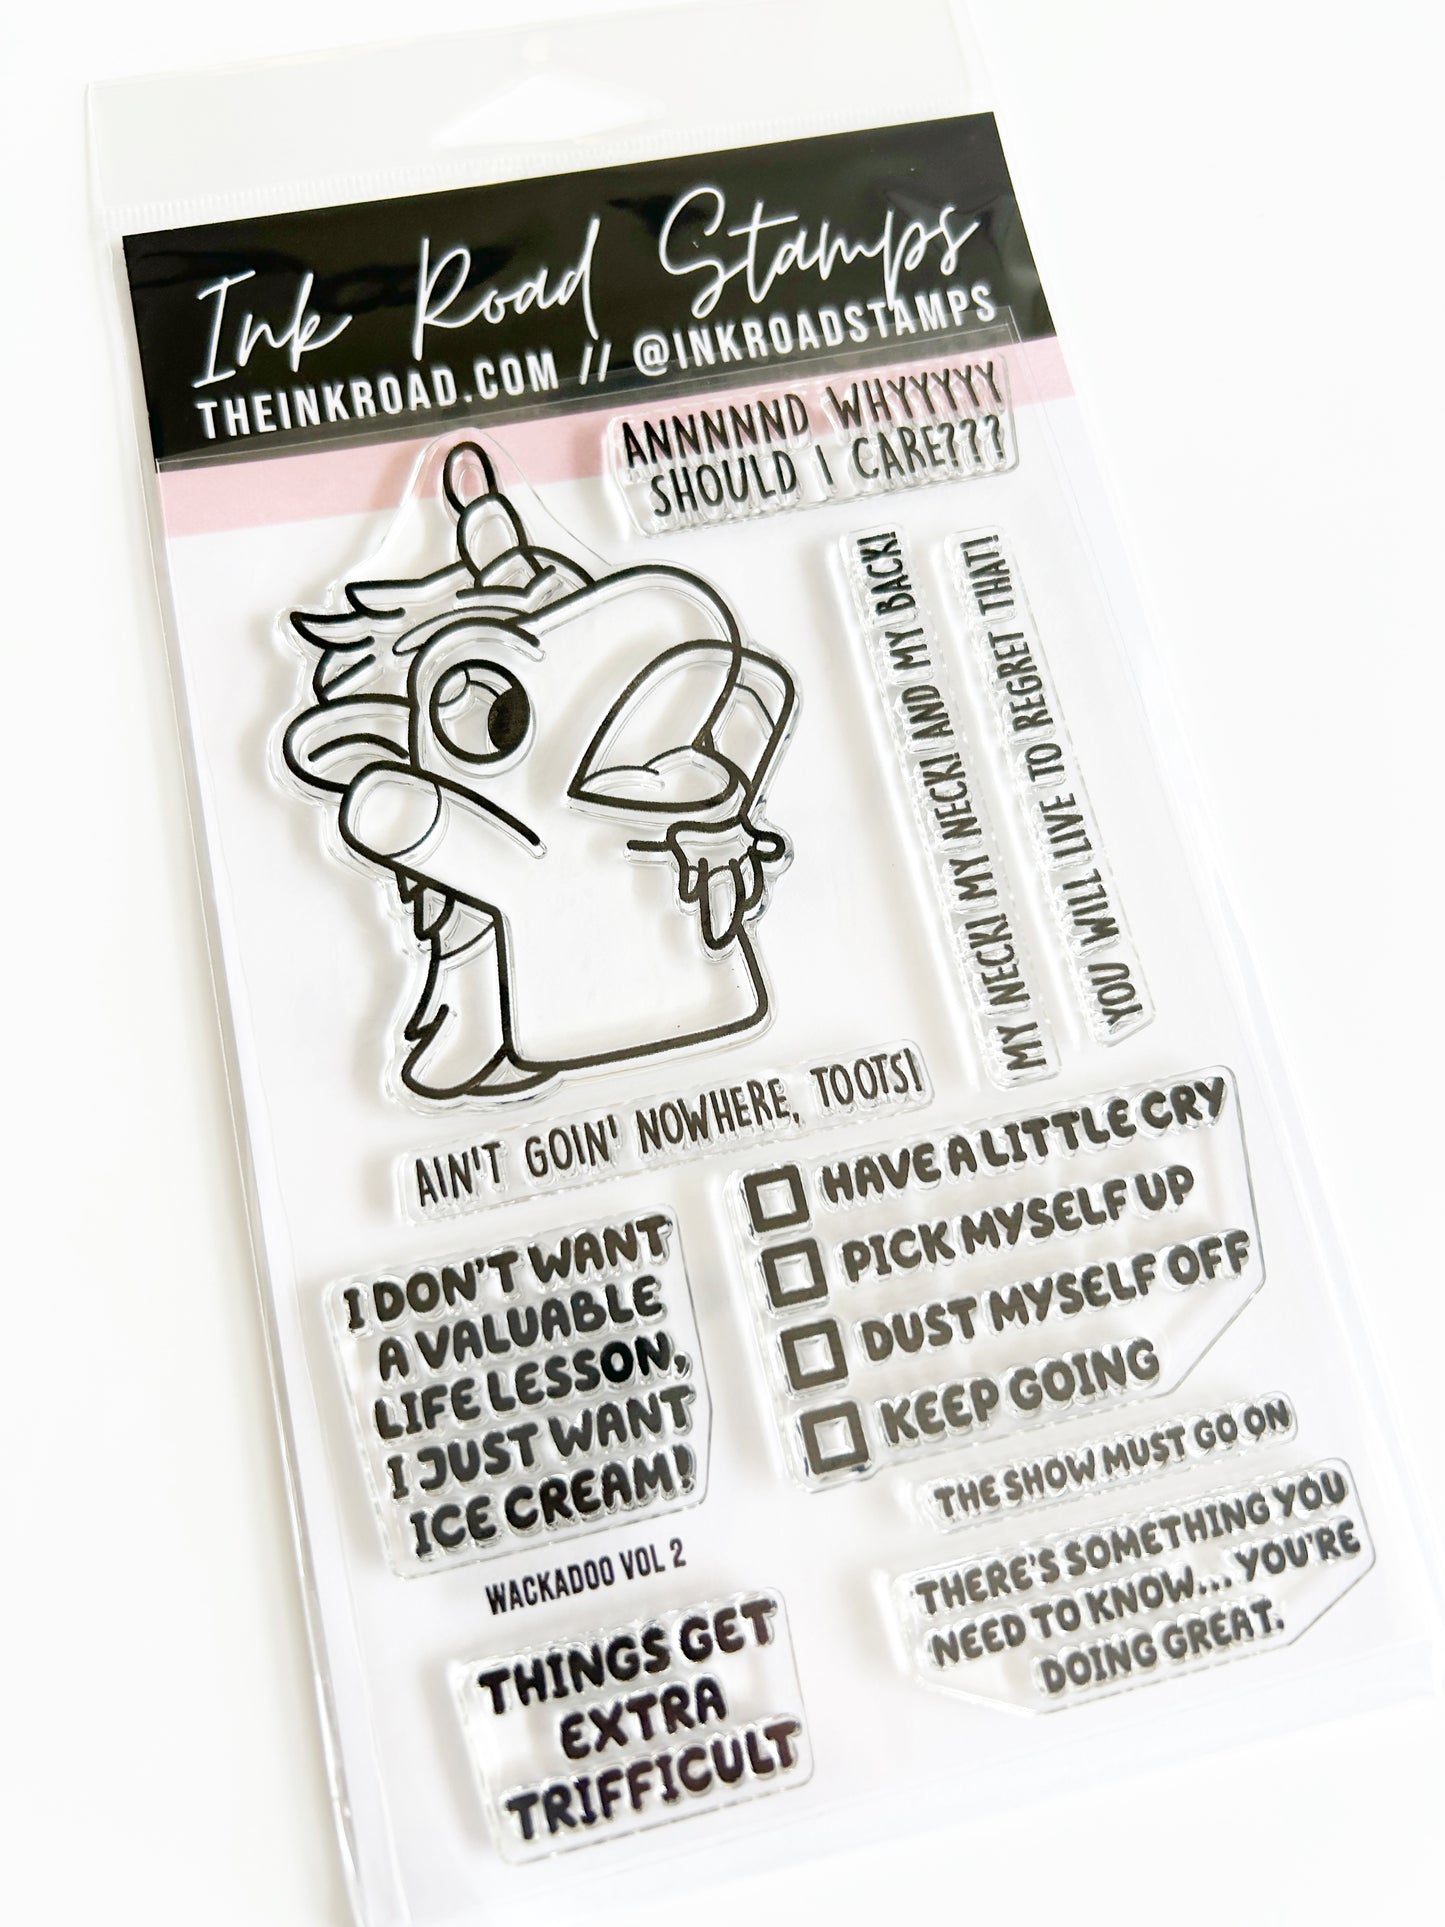 Ink Road Stamps
THEINKROAD.COM // @INKROADSTAMPS
ANNNNND WHYYYYY
SHOULD I CARE???
MY NECK! MY NECK! AND MY BACK!
YOU WILL LIVE TO REGRET THAT!
AIN'T GOIN' NOWHERE, TOOTS!
HAVE A LITTLE CRY
PICK MYSELF UP
DUST MYSELF OFF
KEEP GOING
I DON'T WANT
A VALUABLE
LIFE LESSON,
I JUST WANT
ICE CREAM!
THE SHOW MUST GO ON
THERE'S SOMETHING YOU
NEED TO KNOW... YOU'RE
DOING GREAT.
WACKADOO VOL 2
THINGS GET
EXTRA
TRIFFICULT